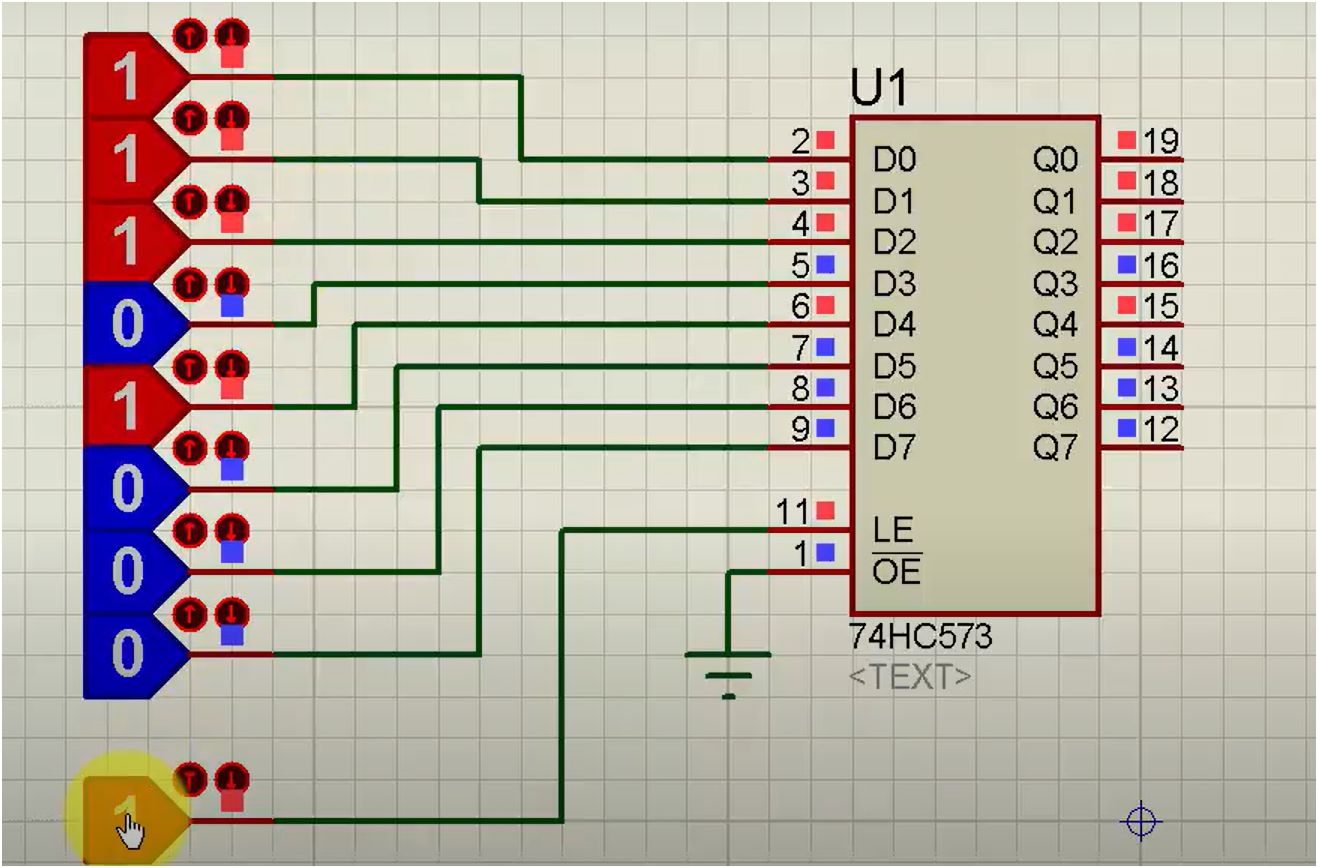 1
1
U1
2 D0 Q0 19
3 D1 Q1 18
1
4 D2 Q2 17
5 D3 Q3 16
0
6 D4 Q4 15
7 D5 Q5 14
1
8 D6 Q6 13
9 D7 Q7 12
0
11 LE
1 OE
0
74HC573
0
<TEXT>
1